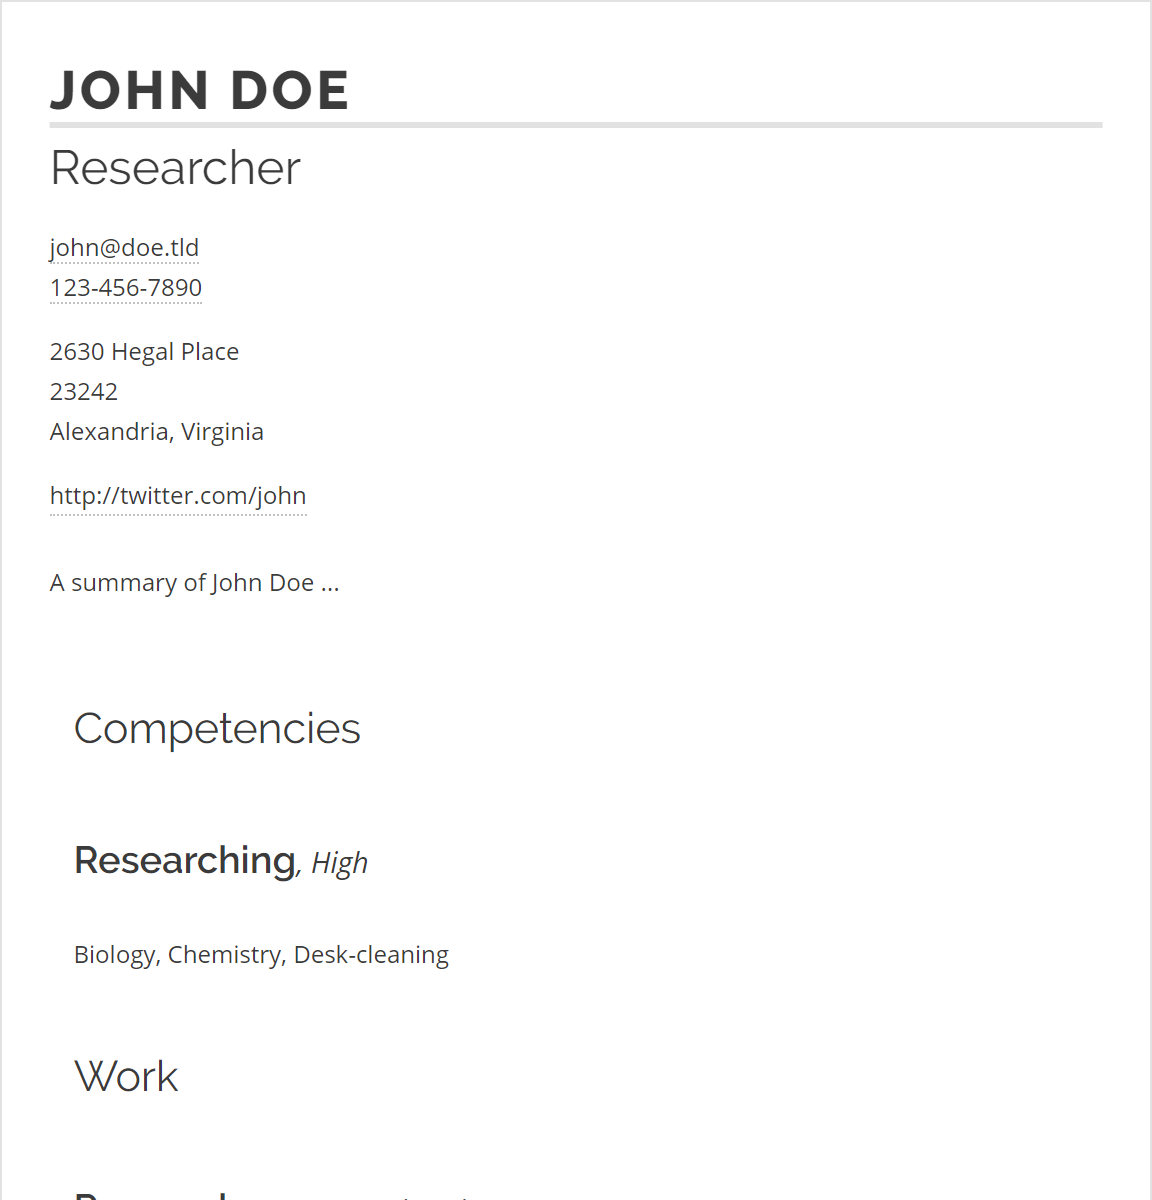 JOHN DOE
Researcher
john@doe.tld
123-456-7890
2630 Hegal Place
23242
Alexandria, Virginia
http://twitter.com/john
A summary of John Doe ...
Competencies
Researching, High
Biology, Chemistry, Desk-cleaning
Work